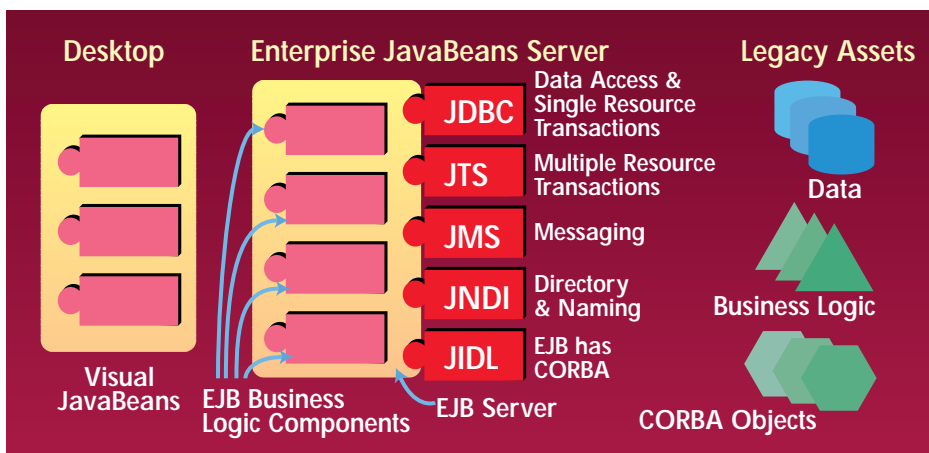 Desktop
Visual
JavaBeans
Enterprise JavaBeans Server
EJB Business
Logic Components
EJB Server
JDBC
Data Access &
Single Resource
Transactions
JTS
Multiple Resource
Transactions
JMS
Messaging
JNDI
Directory
& Naming
JIDL
EJB has
CORBA
Legacy Assets
Data
Business Logic
CORBA Objects